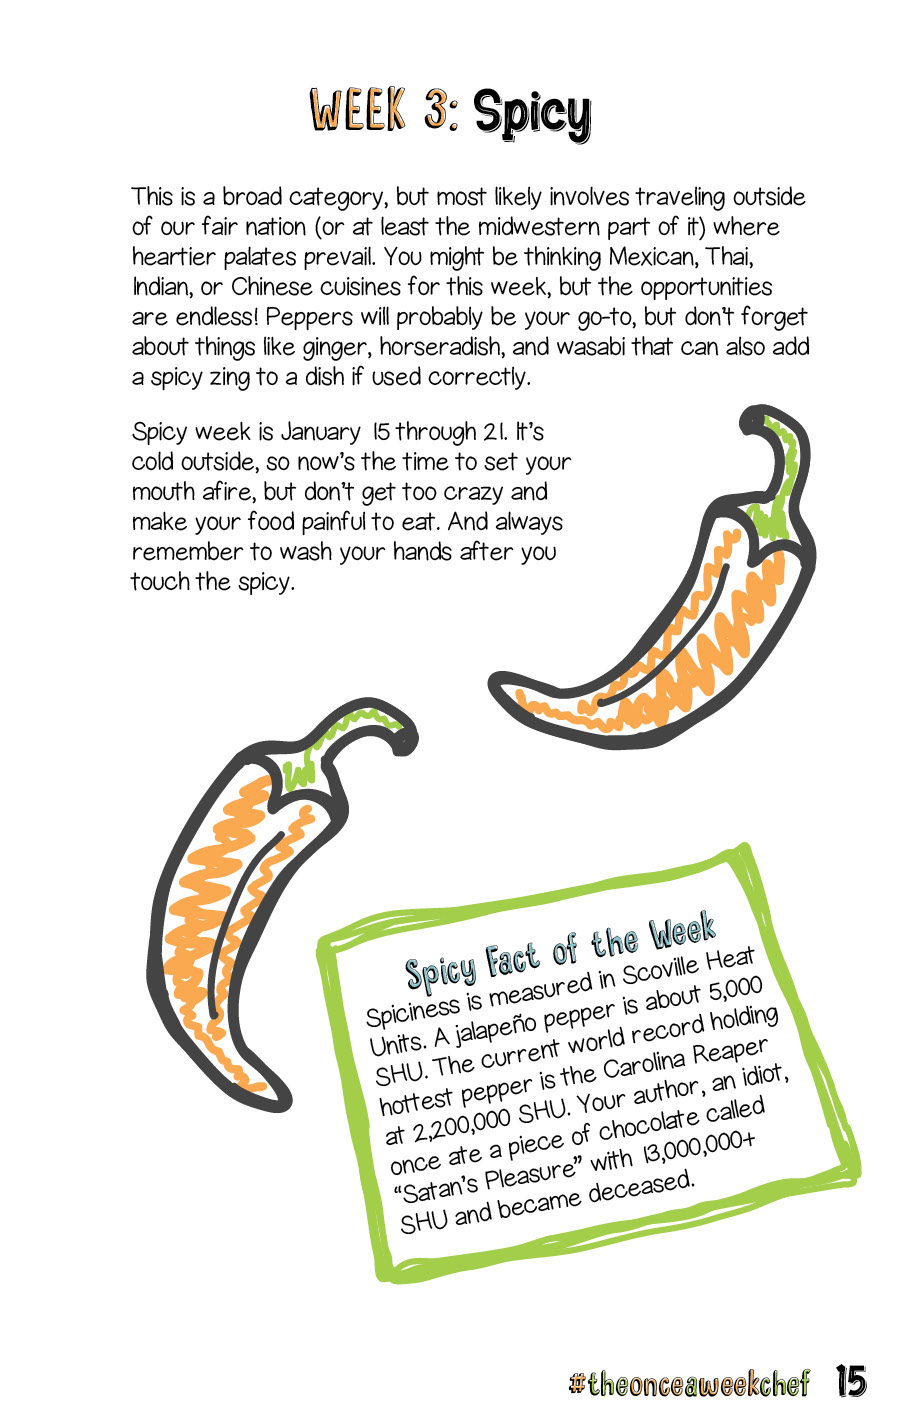 WEEK 3: Spicy
This is a broad category, but most likely involves traveling outside
of our fair nation (or at least the midwestern part of it) where
heartier palates prevail. You might be thinking Mexican, Thai,
Indian, or Chinese cuisines for this week, but the opportunities
are endless! Peppers will probably be your go-to, but don't forget
about things like ginger, horseradish, and wasabi that can also add
a spicy zing to a dish if used correctly.
Spicy week is January 15 through 21. It's
cold outside, so now's the time to set your
mouth afire, but don't get too crazy and
make your food painful to eat. And always
remember to wash your hands after you
touch the spicy.
Spicy Fact of the Week
Spiciness is measured in Scoville Heat
Units. A jalapeño pepper is about 5,000
SHU. The current world record holding
hottest pepper is the Carolina Reaper
at 2,200,000 SHU. Your author, an idiot,
once ate a piece of chocolate called
"Satan's Pleasure" with 13,000,000+
SHU and became deceased.
#theonceaweekchef 15